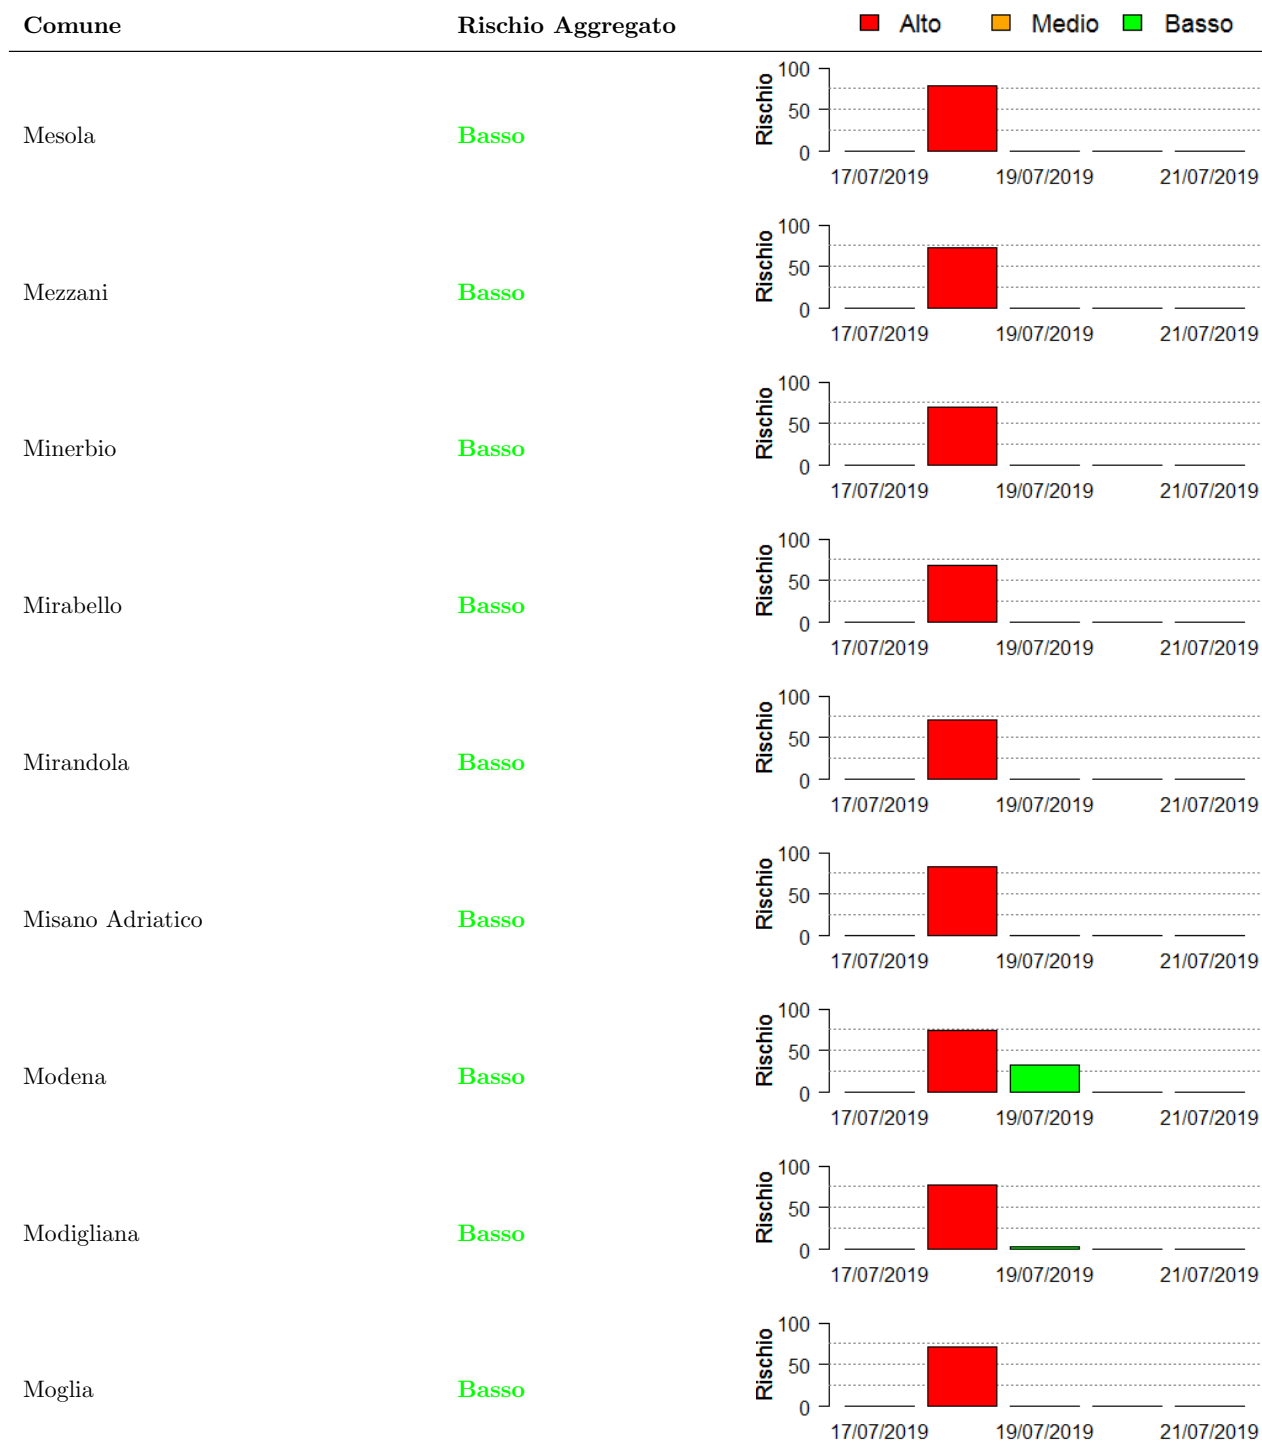 Comune Rischio Aggregato Alto Medio Basso
Mesola Basso
Rischio
100
50
0
17/07/2019 19/07/2019 21/07/2019
Mezzani Basso
Rischio
100
50
0
17/07/2019 19/07/2019 21/07/2019
Minerbio Basso
Rischio
100
50
0
17/07/2019 19/07/2019 21/07/2019
Mirabello Basso
Rischio
100
50
0
17/07/2019 19/07/2019 21/07/2019
Mirandola Basso
Rischio
100
50
0
17/07/2019 19/07/2019 21/07/2019
Misano Adriatico Basso
Rischio
100
50
0
17/07/2019 19/07/2019 21/07/2019
Modena Basso
Rischio
100
50
0
17/07/2019 19/07/2019 21/07/2019
Modigliana Basso
Rischio
100
50
0
17/07/2019 19/07/2019 21/07/2019
Moglia Basso
Rischio
100
50
0
17/07/2019 19/07/2019 21/07/2019